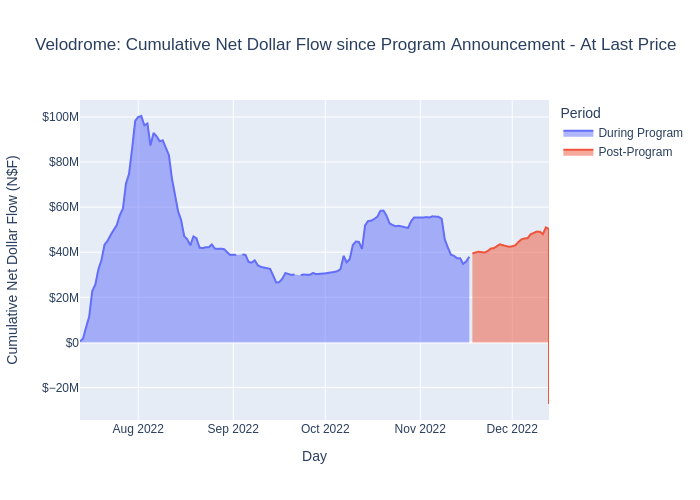 Velodrome: Cumulative Net Dollar Flow since Program Announcement - At Last Price
Period
During Program
Post-Program
Cumulative Net Dollar Flow (N$F)
$100M
$80M
$60M
$40M
$20M
$0
$−20M
Aug 2022
Sep 2022
Oct 2022
Nov 2022
Dec 2022
Day